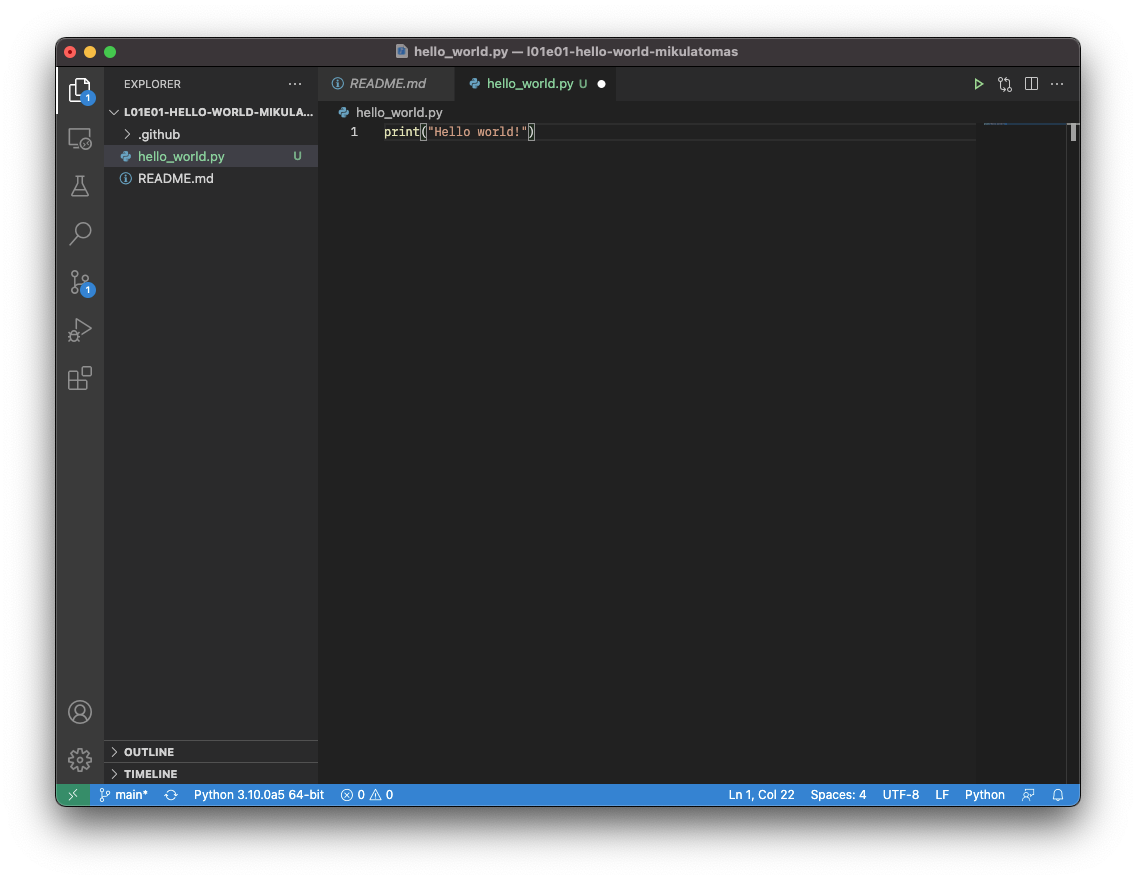 hello_world.py — l01e01-hello-world-mikulatomas
EXPLORER ···
README.md
hello_world.py U
1
L01E01-HELLO-WORLD-MIKULA...
hello_world.py
.github
1 print("Hello world!")
hello_world.py U
README.md
1
OUTLINE
TIMELINE
main* Python 3.10.0a5 64-bit 0 0 Ln 1, Col 22 Spaces: 4 UTF-8 LF Python